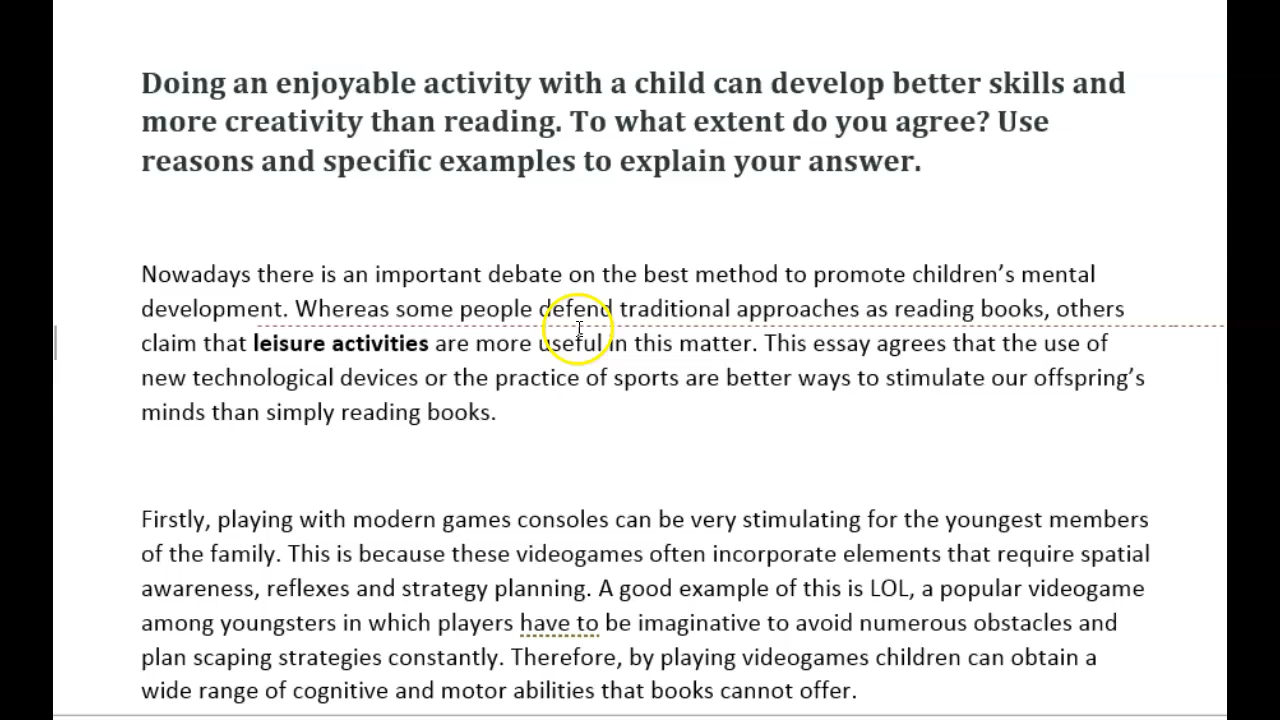 Doing an enjoyable activity with a child can develop better skills and
more creativity than reading. To what extent do you agree? Use
reasons and specific examples to explain your answer.
Nowadays there is an important debate on the best method to promote children's mental
development. Whereas some people defend traditional approaches as reading books, others
claim that leisure activities are more useful in this matter. This essay agrees that the use of
new technological devices or the practice of sports are better ways to stimulate our offspring's
minds than simply reading books.
Firstly, playing with modern games consoles can be very stimulating for the youngest members
of the family. This is because these videogames often incorporate elements that require spatial
awareness, reflexes and strategy planning. A good example of this is LOL, a popular videogame
among youngsters in which players have to be imaginative to avoid numerous obstacles and
plan scaping strategies constantly. Therefore, by playing videogames children can obtain a
wide range of cognitive and motor abilities that books cannot offer.